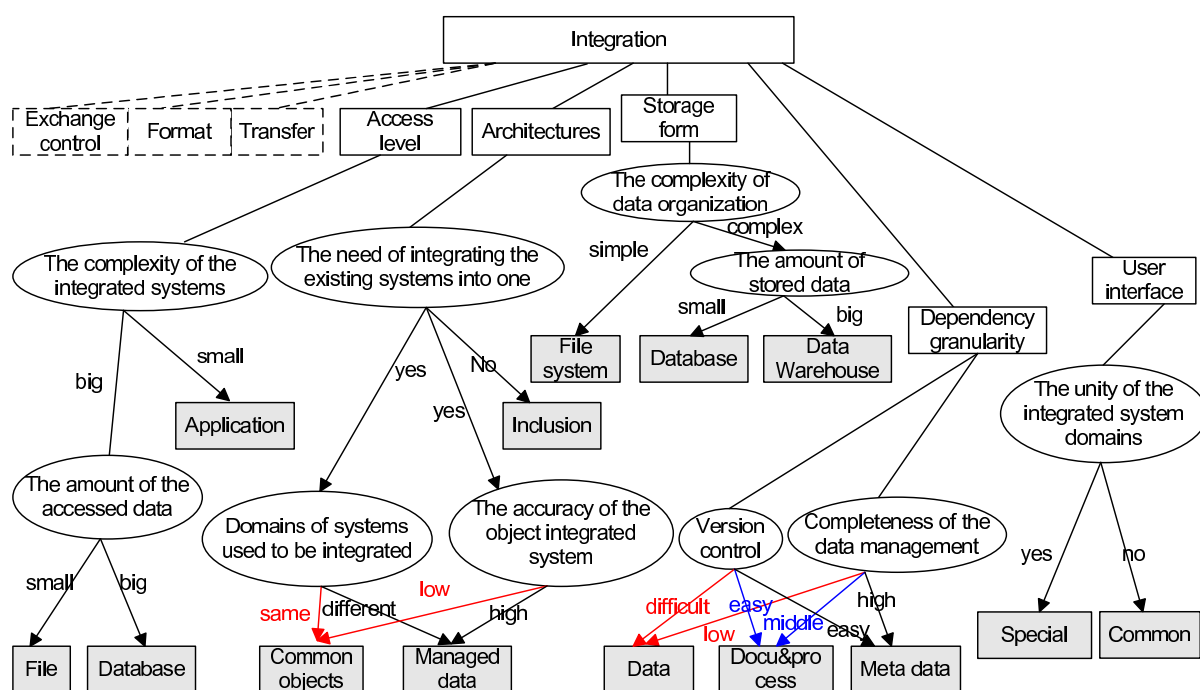 Integration
Exchange
control
Format
Transfer
Access
level
Architectures
Storage
form
The complexity of
data organization
simple
complex
The complexity of the
integrated systems
The need of integrating the
existing systems into one
The amount of
stored data
User
interface
small
big
Dependency
granularity
File
system
Database
Data
Warehouse
big
small
yes
No
yes
Application
Inclusion
The unity of the
integrated system
domains
The amount of the
accessed data
Domains of systems
used to be integrated
The accuracy of the
object integrated
system
Version
control
Completeness of the
data management
small
big
same
different
low
high
difficult
easy
low
middle
easy
high
yes
no
File
Database
Common
objects
Managed
data
Data
Docu&pro
cess
Meta data
Special
Common